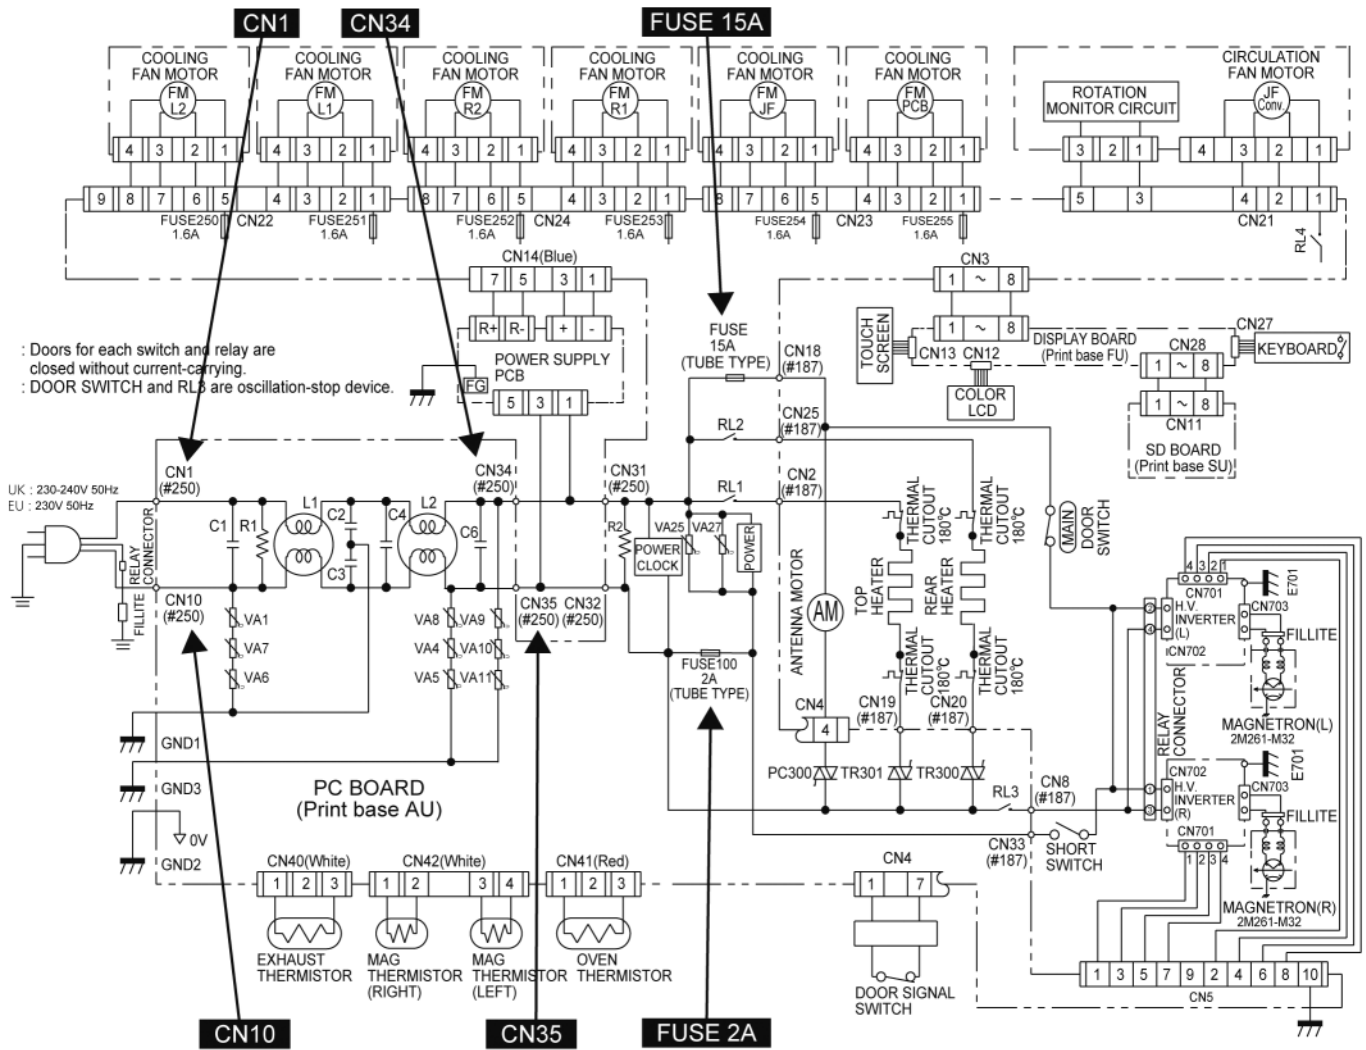 CN1 CN34 FUSE 15A
COOLING FAN MOTOR
FM L2
4 3 2 1
COOLING FAN MOTOR
FM L1
4 3 2 1
COOLING FAN MOTOR
FM R2
4 3 2 1
COOLING FAN MOTOR
FM R1
4 3 2 1
COOLING FAN MOTOR
FM JF
4 3 2 1
COOLING FAN MOTOR
FM PCB
4 3 2 1
ROTATION MONITOR CIRCUIT
3 2 1
CIRCULATION FAN MOTOR
JF Conv.
4 3 2 1
9 8 7 6 5 4 3 2 1
FUSE250 1.6A
CN22
FUSE251 1.6A
8 7 6 5 4 3 2 1
FUSE252 1.6A
CN24
FUSE253 1.6A
8 7 6 5 4 3 2 1
FUSE254 1.6A
CN23
FUSE255 1.6A
5 3 4 2 1
CN21
RL4
CN14(Blue)
7 5 3 1
R+ R- + -
POWER SUPPLY PCB
FG
5 3 1
FUSE
15A
(TUBE TYPE)
CN3
1 ~ 8
1 ~ 8
TOUCH SCREEN
CN13
CN12
COLOR LCD
DISPLAY BOARD
(Print base FU)
CN27
KEYBOARD
CN28
1 ~ 8
1 ~ 8
CN11
SD BOARD
(Print base SU)
: Doors for each switch and relay are
closed without current-carrying.
: DOOR SWITCH and RL3 are oscillation-stop device.
UK : 230-240V 50Hz
EU : 230V 50Hz
RELAY CONNECTOR
FILLITE
CN1 (#250)
CN10 (#250)
C1 R1 L1 C2 C3 C4 L2 C6
CN34 (#250)
CN35 (#250)
CN32 (#250)
CN31 (#250)
R2
POWER CLOCK
VA25 VA27
POWER
RL2
RL1
CN18 (#187)
CN25 (#187)
CN2 (#187)
VA1
VA7
VA6
VA8 VA9
VA4 VA10
VA5 VA11
FUSE100
2A
(TUBE TYPE)
ANTENNA MOTOR
AM
THERMAL CUTOUT 180℃
THERMAL CUTOUT 180℃
TOP HEATER
REAR HEATER
THERMAL CUTOUT 180℃
THERMAL CUTOUT 180℃
MAIN DOOR SWITCH
CN4
4
CN19 (#187)
CN20 (#187)
PC300 TR301 TR300
RL3
CN8 (#187)
CN33 (#187)
SHORT SWITCH
GND1
GND3
0V
GND2
PC BOARD
(Print base AU)
4 3 2 1
CN701
2
4
H.V. INVERTER (L)
CN702
CN703
E701
FILLITE
MAGNETRON(L)
2M261-M32
RELAY CONNECTOR
1
3
CN702
H.V. INVERTER (R)
CN701
1 2 3 4
CN703
E701
FILLITE
MAGNETRON(R)
2M261-M32
CN40(White)
1 2 3
EXHAUST THERMISTOR
CN42(White)
1 2 3 4
MAG THERMISTOR (RIGHT)
MAG THERMISTOR (LEFT)
CN41(Red)
1 2 3
OVEN THERMISTOR
CN4
1 7
DOOR SIGNAL SWITCH
1 3 5 7 9 2 4 6 8 10
CN5
CN10 CN35 FUSE 2A